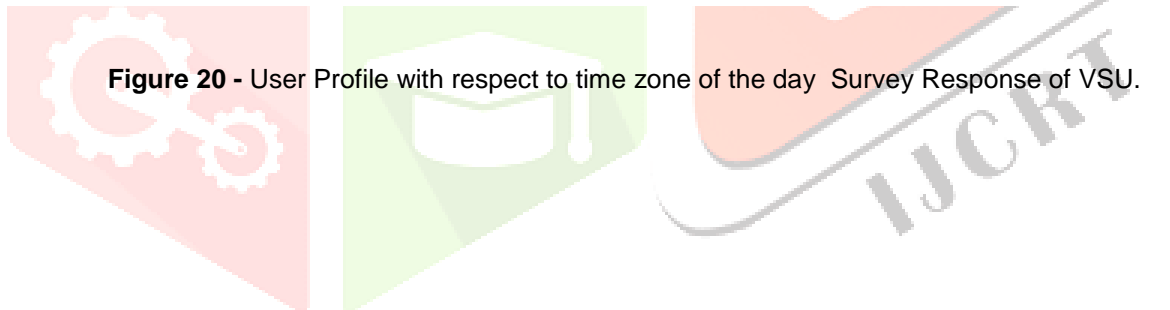 Figure 20 - User Profile with respect to time zone of the day  Survey Response of VSU.
IJCRT